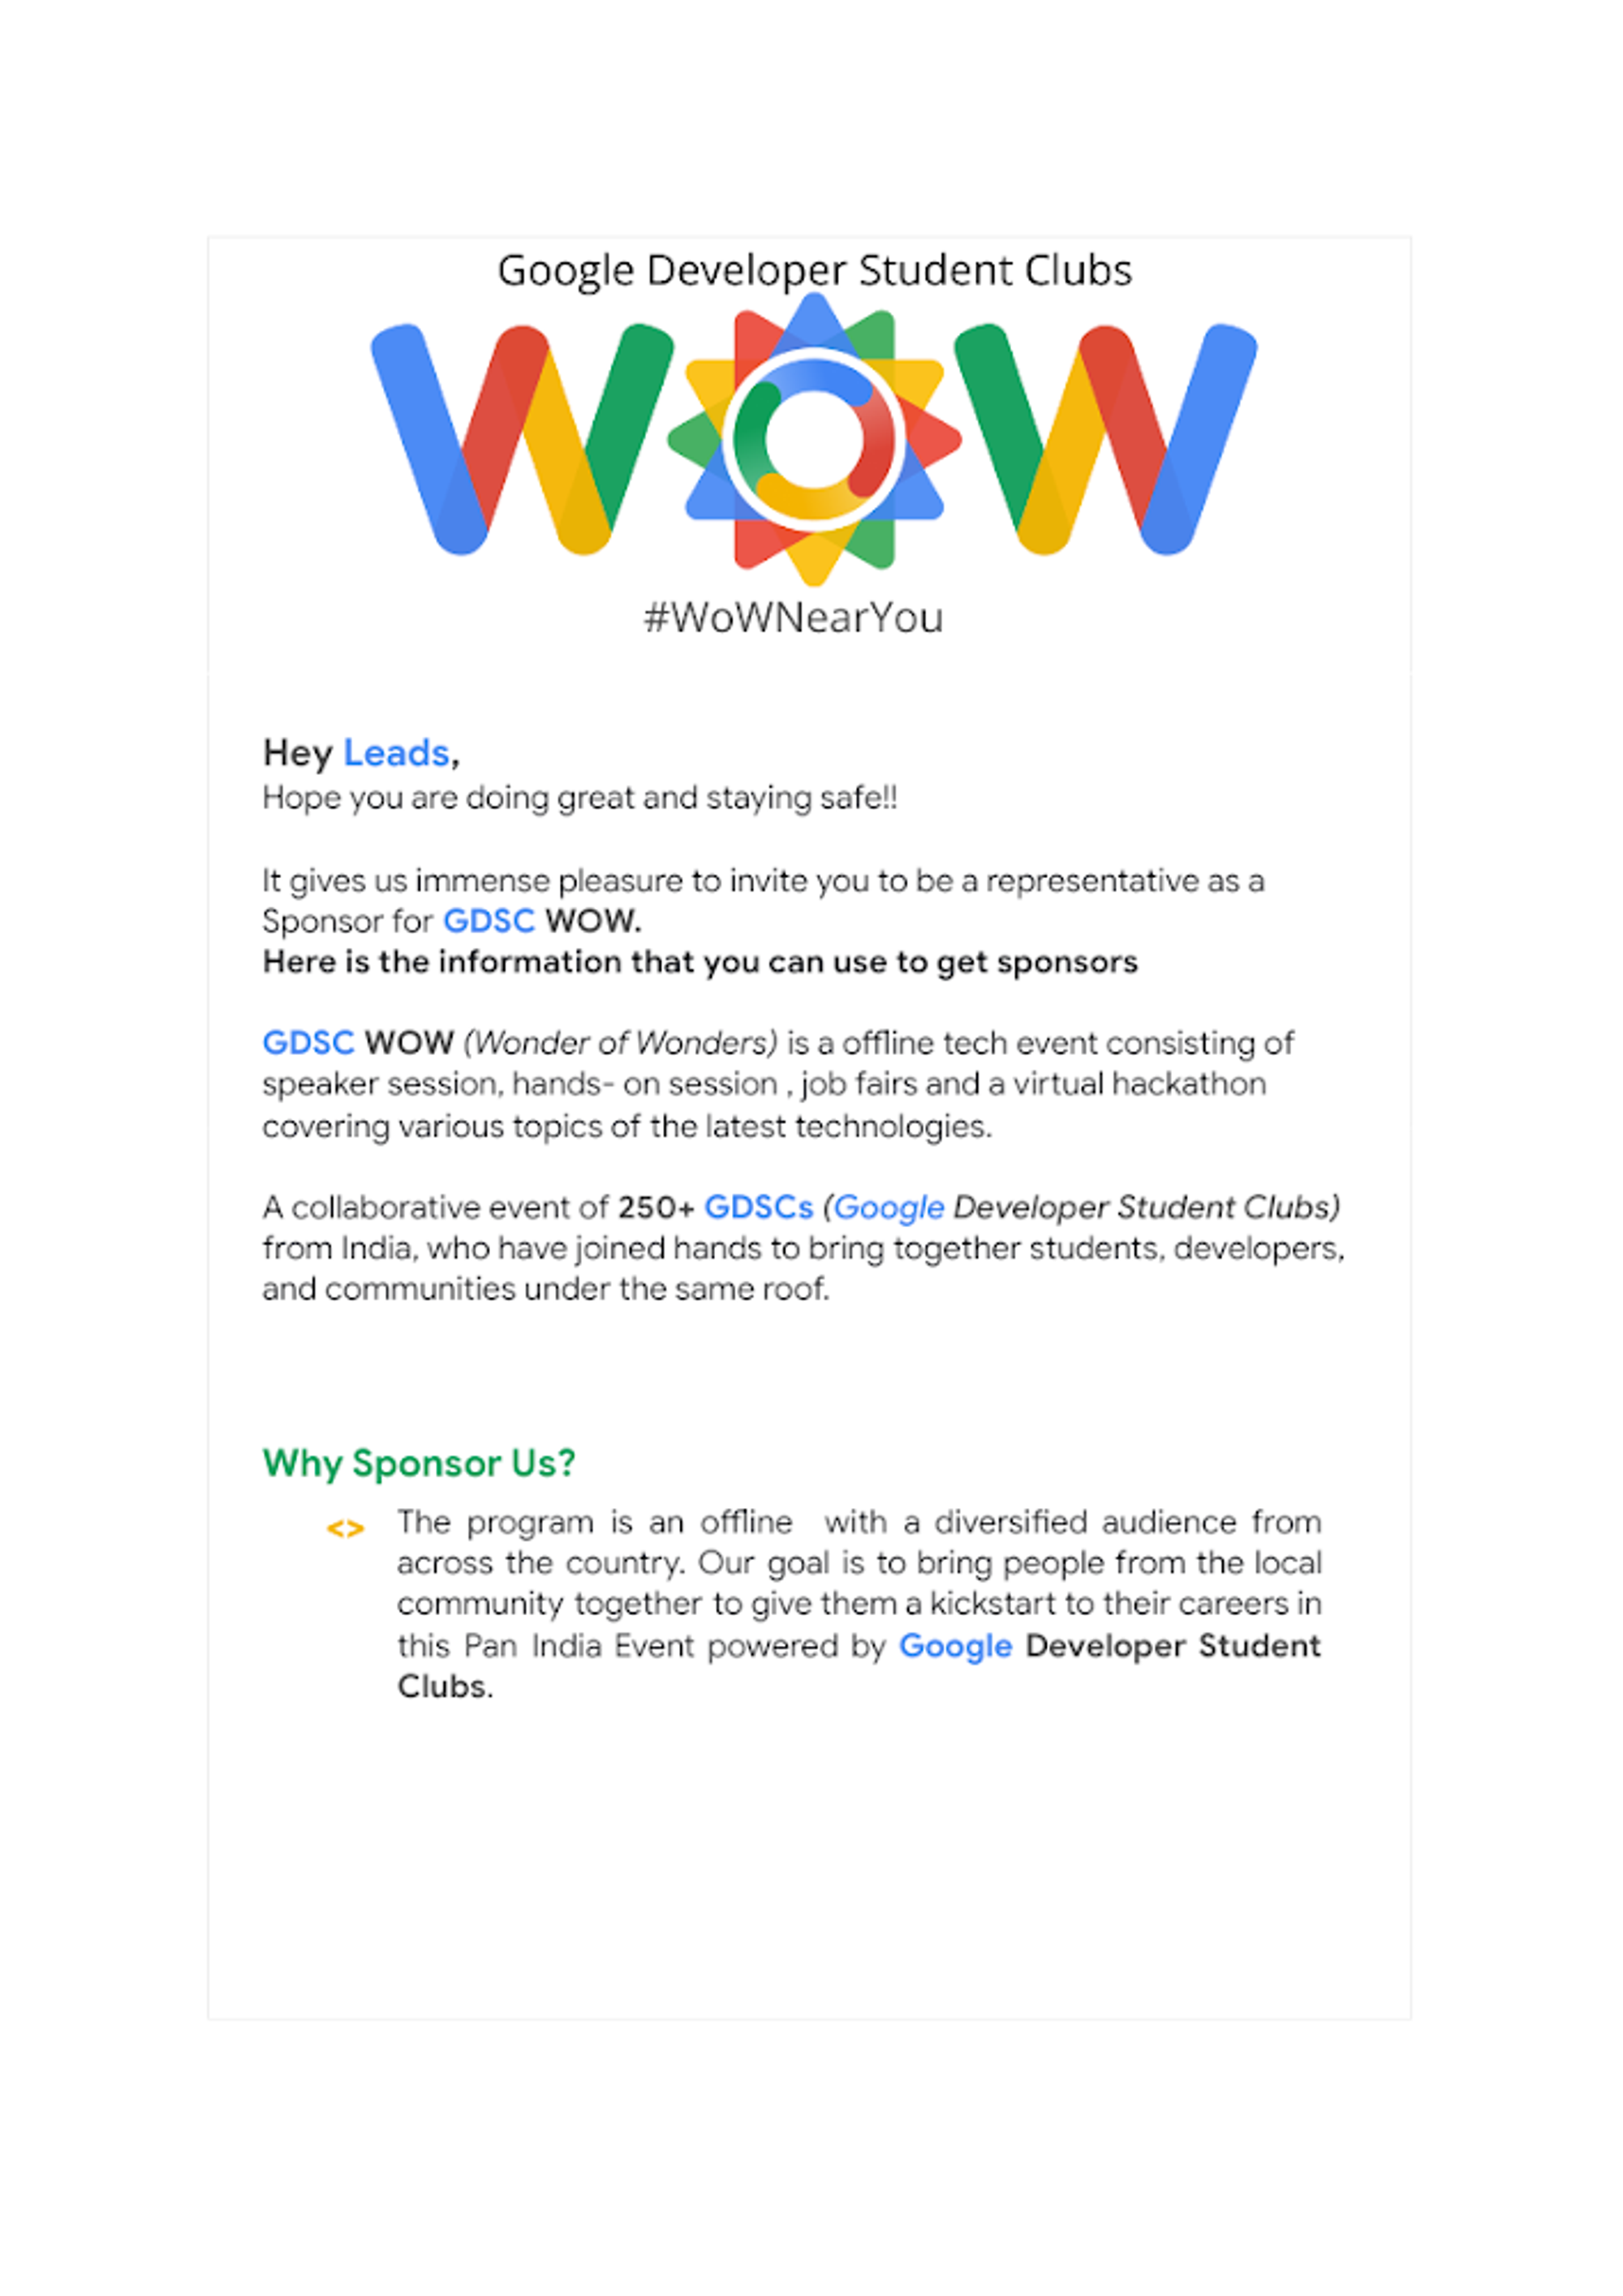 Google Developer Student Clubs
WOW
#WoWNearYou
Hey Leads,
Hope you are doing great and staying safe!!
It gives us immense pleasure to invite you to be a representative as a
Sponsor for GDSC WOW.
Here is the information that you can use to get sponsors
GDSC WOW (Wonder of Wonders) is a offline tech event consisting of
speaker session, hands- on session , job fairs and a virtual hackathon
covering various topics of the latest technologies.
A collaborative event of 250+ GDSCs (Google Developer Student Clubs)
from India, who have joined hands to bring together students, developers,
and communities under the same roof.
Why Sponsor Us?
<> The program is an offline with a diversified audience from
across the country. Our goal is to bring people from the local
community together to give them a kickstart to their careers in
this Pan India Event powered by Google Developer Student
Clubs.